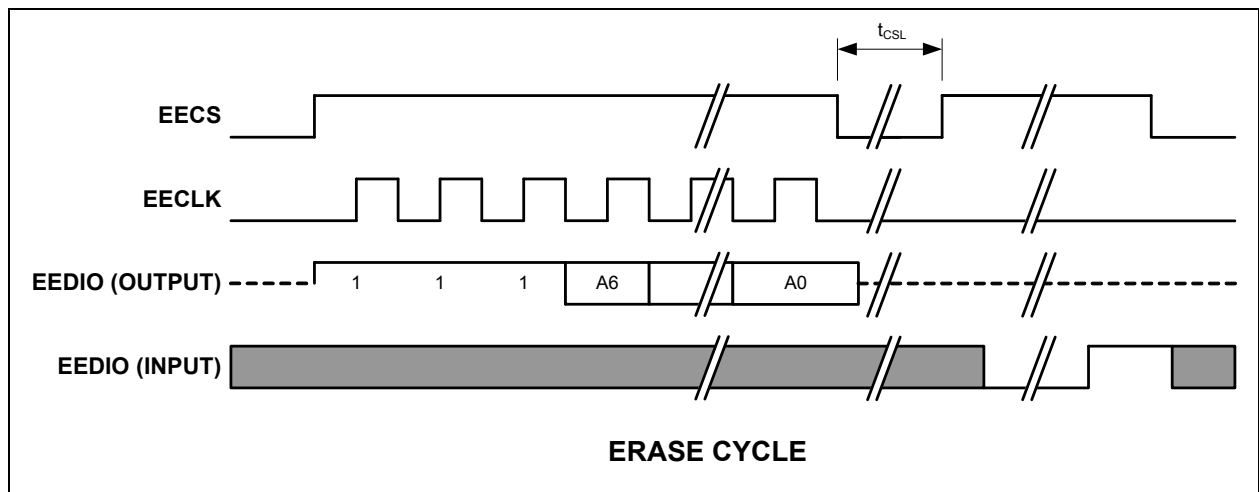 tCSL
EECS
EECLK
EEDIO (OUTPUT) 1 1 1 A6 A0
EEDIO (INPUT)
ERASE CYCLE